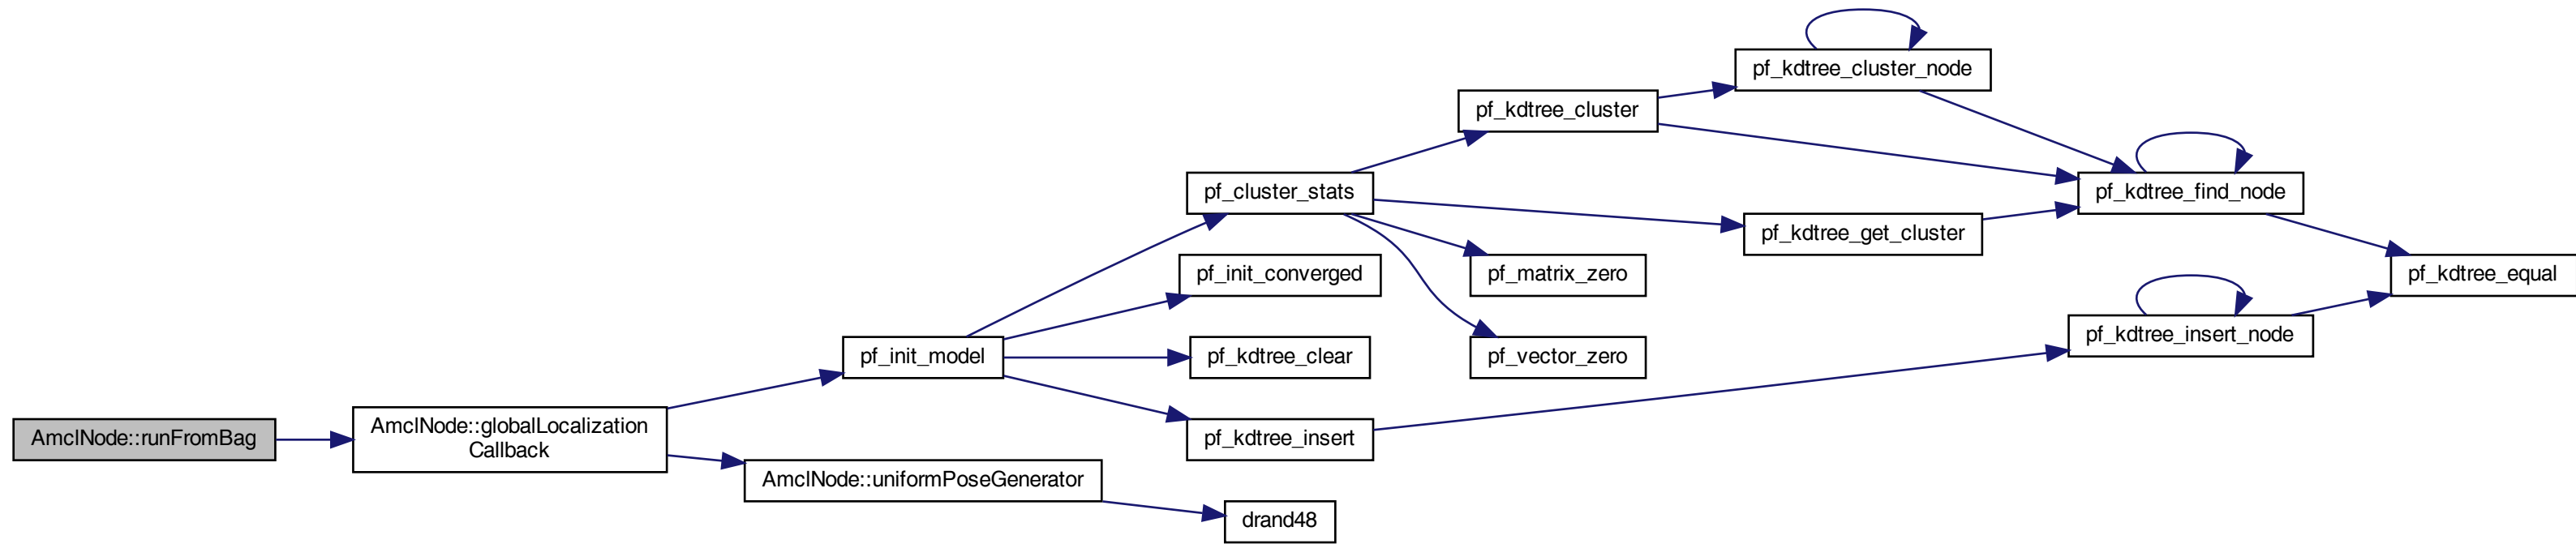 pf_kdtree_cluster_node
pf_kdtree_cluster
pf_cluster_stats
pf_kdtree_find_node
pf_kdtree_get_cluster
pf_init_converged
pf_matrix_zero
pf_kdtree_equal
pf_kdtree_insert_node
pf_init_model
pf_kdtree_clear
pf_vector_zero
AmclNode::runFromBag
AmclNode::globalLocalization
Callback
pf_kdtree_insert
AmclNode::uniformPoseGenerator
drand48